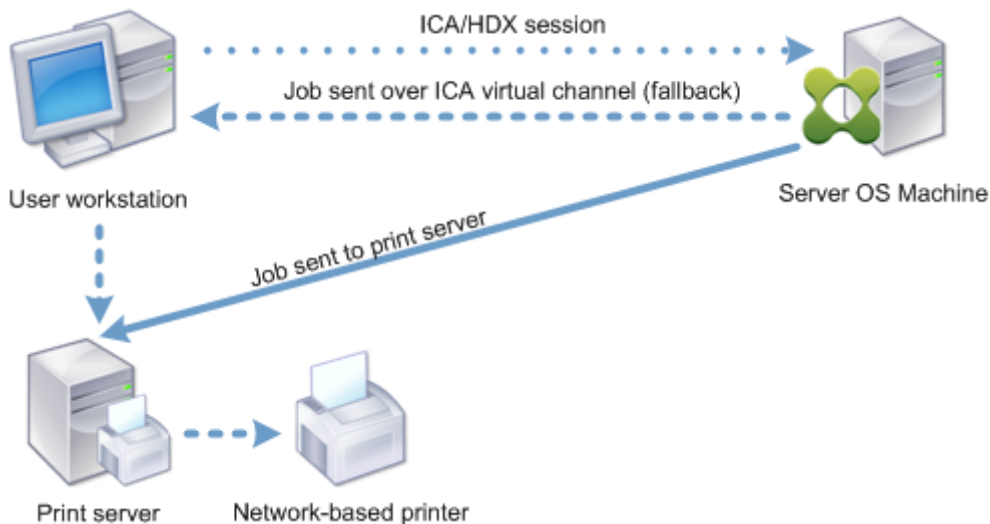 ICA/HDX session
Job sent over ICA virtual channel (fallback)
User workstation
Server OS Machine
Job sent to print server
Print server
Network-based printer